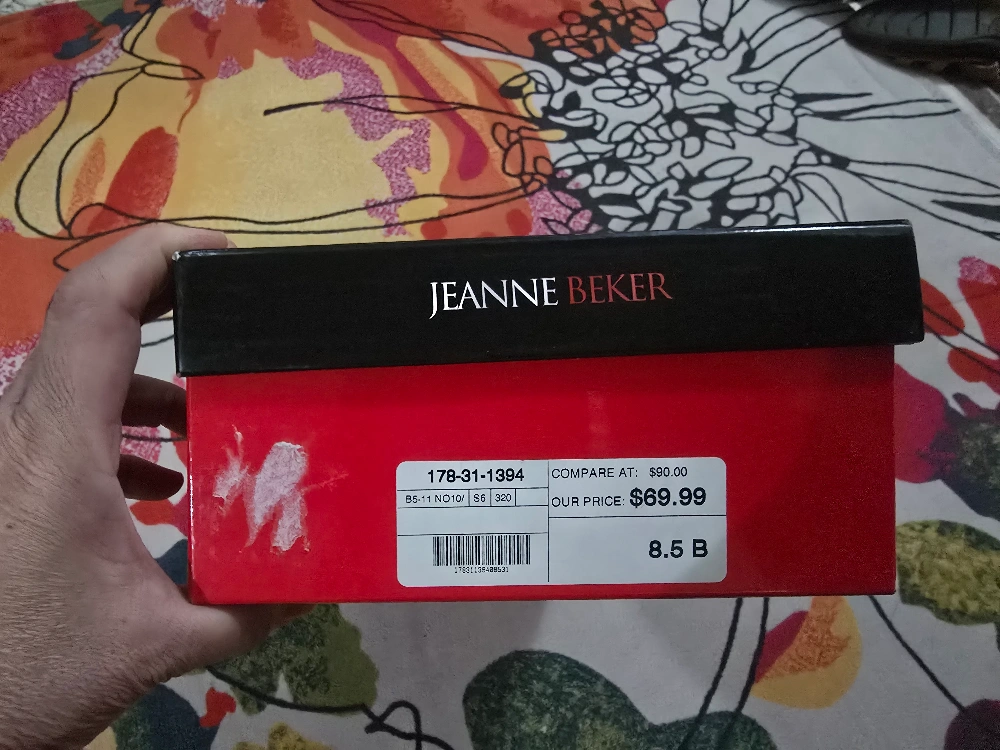 JEANNE BEKER
178-31-1394
B5-11 NO10/ S6 320
COMPARE AT: $90.00
OUR PRICE: $69.99
8.5 B